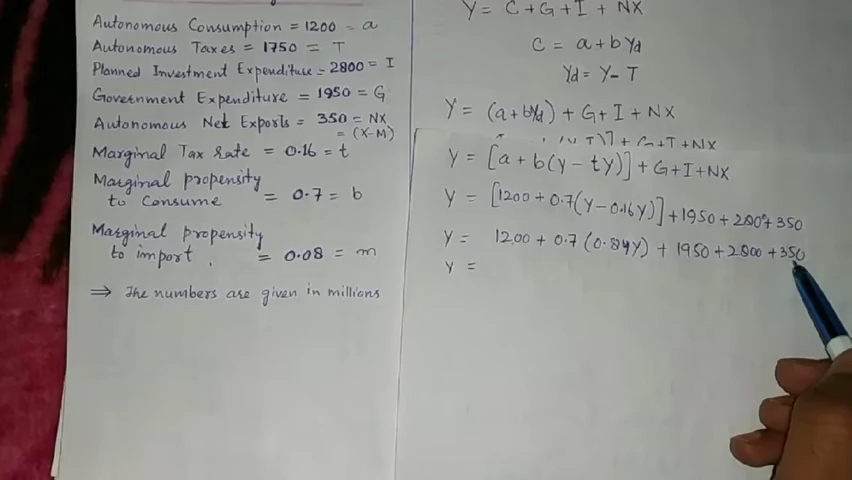 Autonomous Consumption = 1200 = a
Autonomous Taxes = 1750 = T
Planned Investment Expenditure = 2800 = I
Government Expenditure = 1950 = G
Autonomous Net Exports = 350 = NX
= (X-M)
Marginal Tax rate = 0.16 = t
Marginal propensity
to Consume = 0.7 = b
Marginal propensity
to import = 0.08 = m
⇒ The numbers are given in millions
Y = C + G + I + NX
C = a + b Yd
Yd = Y - T
Y = (a + bYd) + G + I + NX
+ G + I + NX
Y = [a + b(Y - tY)] + G + I + NX
Y = [1200 + 0.7(Y - 0.16Y)] + 1950 + 2800 + 350
Y = 1200 + 0.7(0.84Y) + 1950 + 2800 + 350
Y =